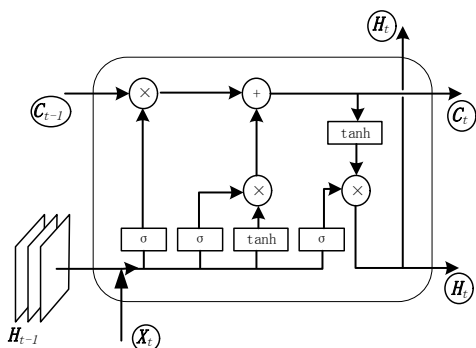 H_t
×
+
C_{t-1}
C_t
tanh
×
×
σ
σ
tanh
σ
H_{t-1}
X_t
H_t